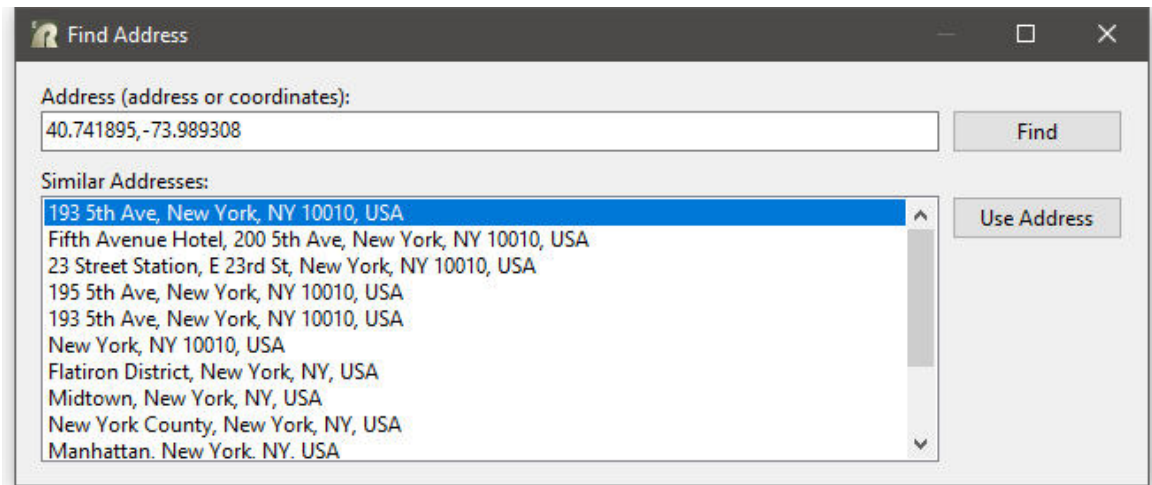 Find Address
Address (address or coordinates):
40.741895,-73.989308
Find
Similar Addresses:
193 5th Ave, New York, NY 10010, USA
Use Address
Fifth Avenue Hotel, 200 5th Ave, New York, NY 10010, USA
23 Street Station, E 23rd St, New York, NY 10010, USA
195 5th Ave, New York, NY 10010, USA
193 5th Ave, New York, NY 10010, USA
New York, NY 10010, USA
Flatiron District, New York, NY, USA
Midtown, New York, NY, USA
New York County, New York, NY, USA
Manhattan, New York, NY, USA